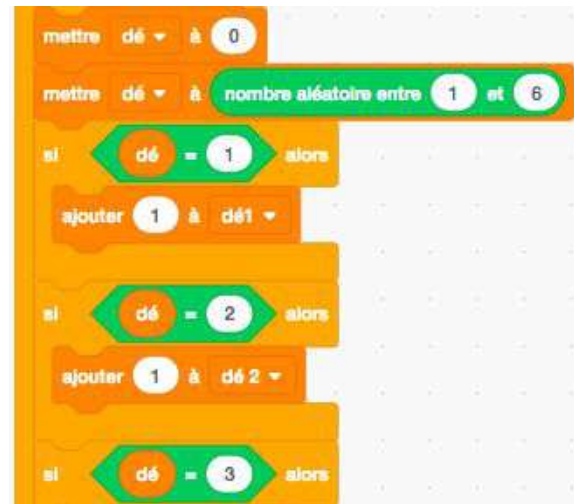 mettre dé à 0
mettre dé à nombre aléatoire entre 1 et 6
si dé = 1 alors
ajouter 1 à dé1
si dé = 2 alors
ajouter 1 à dé 2
si dé = 3 alors